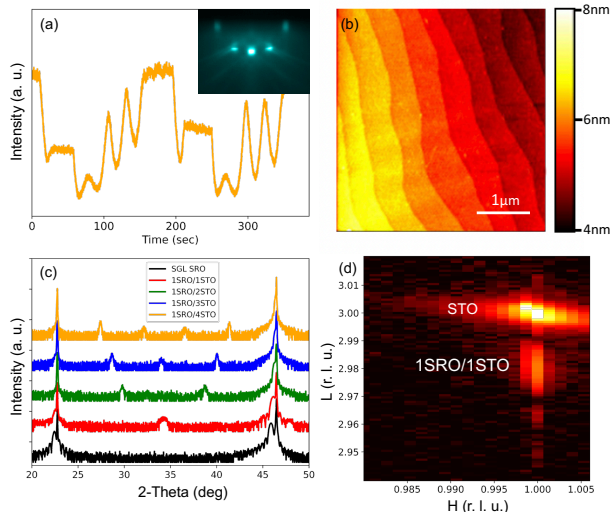 (a)
Intensity (a. u.)
0 100 200 300
Time (sec)
(b)
1μm
8nm
6nm
4nm
(c)
SGL SRO
1SRO/1STO
1SRO/2STO
1SRO/3STO
1SRO/4STO
Intensity (a. u.)
20 25 30 35 40 45 50
2-Theta (deg)
(d)
STO
1SRO/1STO
L (r. l. u.)
3.01
3.00
2.99
2.98
2.97
2.96
2.95
0.985 0.990 0.995 1.000 1.005
H (r. l. u.)